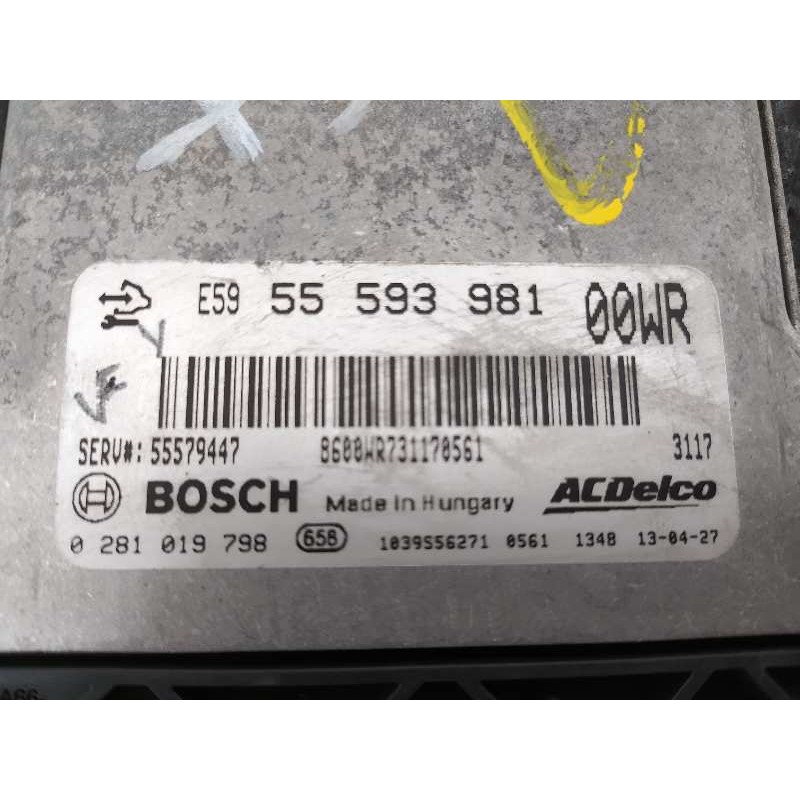 E59 55 593 981 00WR
SERV#: 55579447 8600WR731170561 3117
BOSCH Made in Hungary ACDelco
0 281 019 798 658 1039S56271 0561 1348 13-04-27